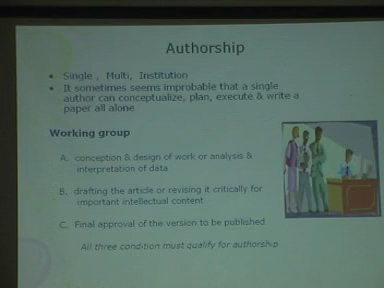 Authorship
• Single , Multi, Institution
• It sometimes seems improbable that a single
author can conceptualize, plan, execute & write a
paper all alone
Working group
A. conception & design of work or analysis &
interpretation of data
B. drafting the article or revising it critically for
important intellectual content
C. Final approval of the version to be published
All three condition must qualify for authorship